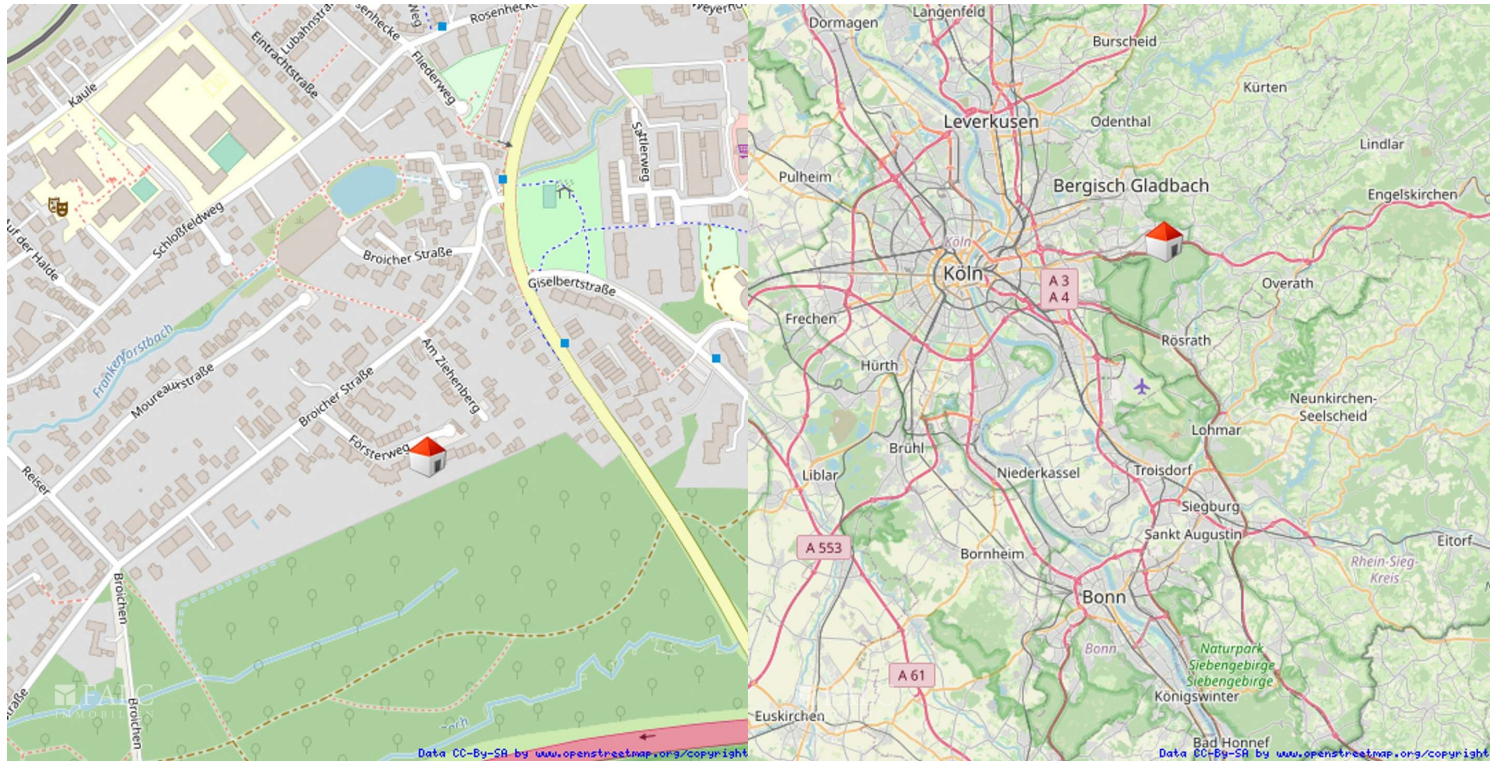 Rosenhecke
Lubahnstra
Eintrachtstraße
Fliederweg
Kaule
Sattlerweg
Schloßfeldweg
Auf der Halde
Broicher Straße
Giselbertstraße
Frankenforstbach
Moureaustraße
Am Ziehenberg
Broicher Straße
Försterweg
Reiser
Broichen
Broichen
FALC
IMMOBILIEN
Data CC-By-SA by www.openstreetmap.org/copyright
Dormagen
Langenfeld
Burscheid
Kürten
Leverkusen
Odenthal
Lindlar
Pulheim
Bergisch Gladbach
Engelskirchen
Köln
Köln
A 3
A 4
Overath
Frechen
Rösrath
Hürth
Neunkirchen-
Seelscheid
Lohmar
Brühl
Niederkassel
Troisdorf
Liblar
Siegburg
Sankt Augustin
A 553
Bornheim
Eitorf
Rhein-Sieg-
Kreis
Bonn
Bonn
Naturpark
Siebengebirge
Siebengebirge
A 61
Königswinter
Euskirchen
Bad Honnef
Data CC-By-SA by www.openstreetmap.org/copyright